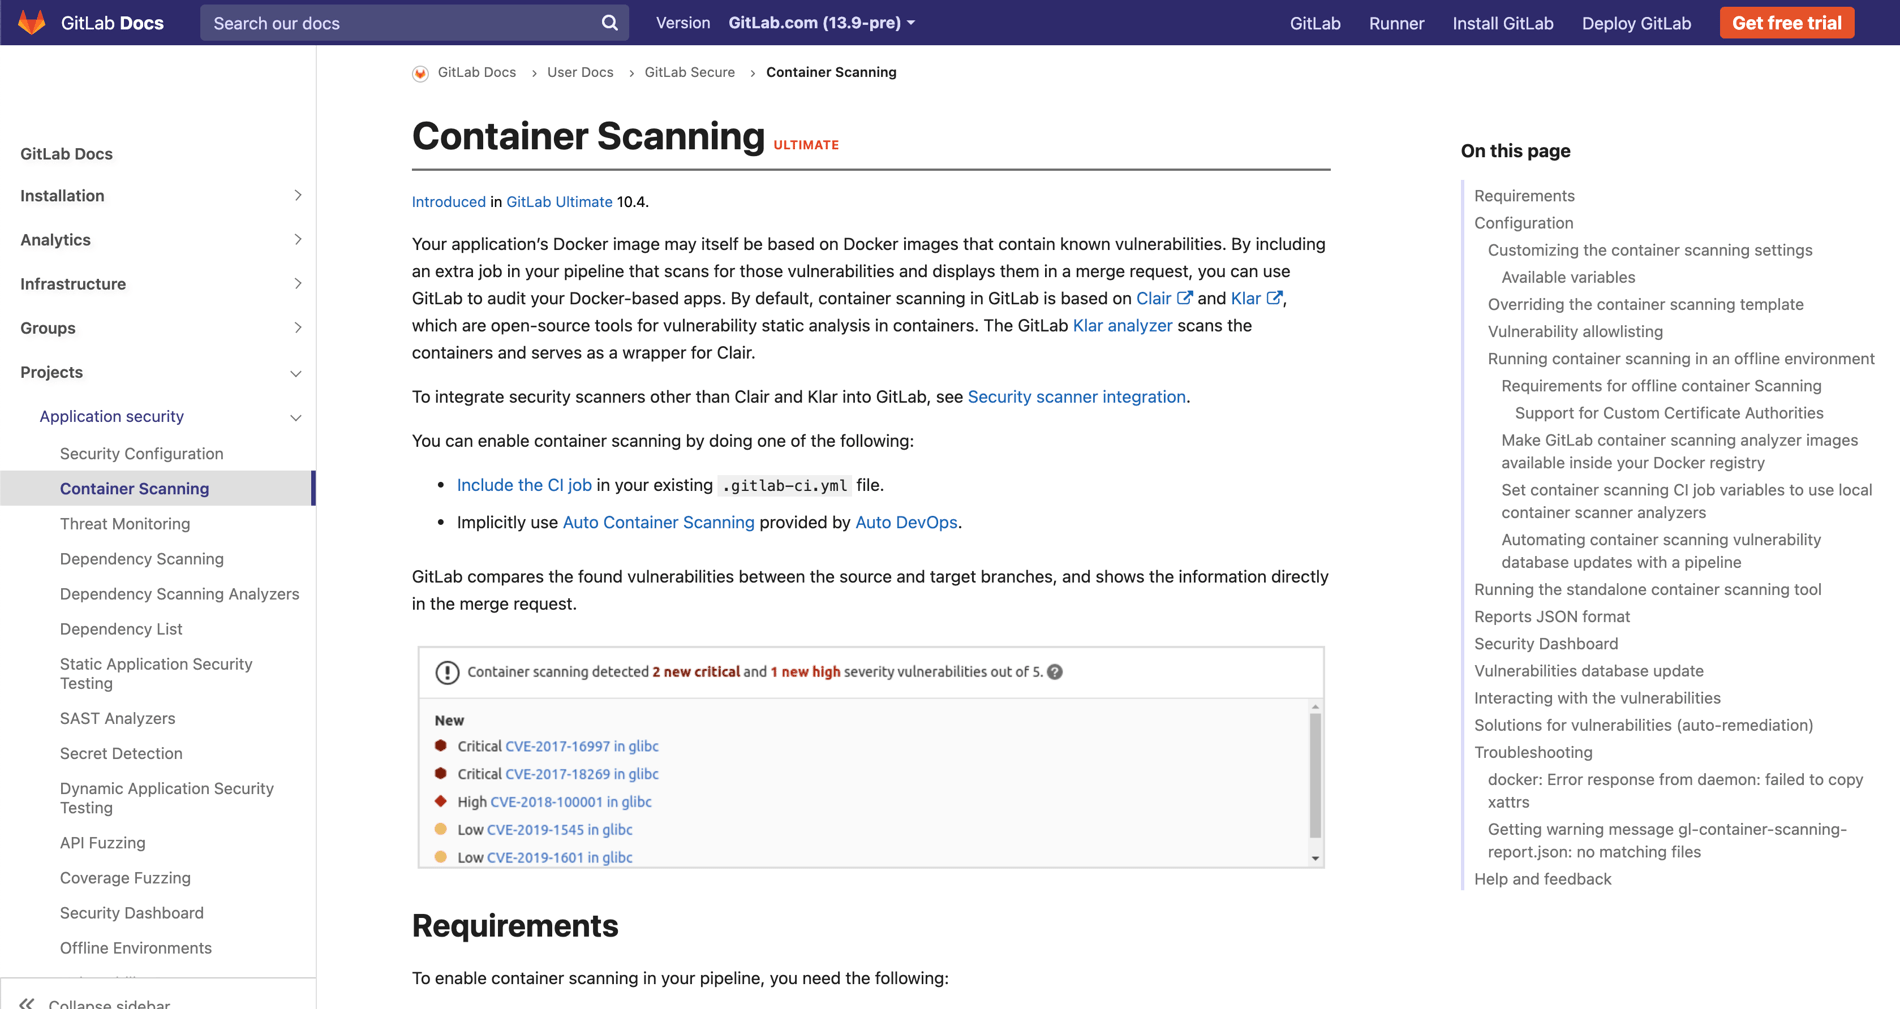 GitLab Docs
Search our docs
Version GitLab.com (13.9-pre)
GitLab
Runner
Install GitLab
Deploy GitLab
Get free trial
GitLab Docs
Installation
Analytics
Infrastructure
Groups
Projects
Application security
Security Configuration
Container Scanning
Threat Monitoring
Dependency Scanning
Dependency Scanning Analyzers
Dependency List
Static Application Security
Testing
SAST Analyzers
Secret Detection
Dynamic Application Security
Testing
API Fuzzing
Coverage Fuzzing
Security Dashboard
Offline Environments
Collapse sidebar
GitLab Docs › User Docs › GitLab Secure › Container Scanning
Container Scanning ULTIMATE
Introduced in GitLab Ultimate 10.4.
Your application’s Docker image may itself be based on Docker images that contain known vulnerabilities. By including
an extra job in your pipeline that scans for those vulnerabilities and displays them in a merge request, you can use
GitLab to audit your Docker-based apps. By default, container scanning in GitLab is based on Clair and Klar,
which are open-source tools for vulnerability static analysis in containers. The GitLab Klar analyzer scans the
containers and serves as a wrapper for Clair.
To integrate security scanners other than Clair and Klar into GitLab, see Security scanner integration.
You can enable container scanning by doing one of the following:
• Include the CI job in your existing .gitlab-ci.yml file.
• Implicitly use Auto Container Scanning provided by Auto DevOps.
GitLab compares the found vulnerabilities between the source and target branches, and shows the information directly
in the merge request.
Container scanning detected 2 new critical and 1 new high severity vulnerabilities out of 5.
New
Critical CVE-2017-16997 in glibc
Critical CVE-2017-18269 in glibc
High CVE-2018-100001 in glibc
Low CVE-2019-1545 in glibc
Low CVE-2019-1601 in glibc
Requirements
To enable container scanning in your pipeline, you need the following:
On this page
Requirements
Configuration
Customizing the container scanning settings
Available variables
Overriding the container scanning template
Vulnerability allowlisting
Running container scanning in an offline environment
Requirements for offline container Scanning
Support for Custom Certificate Authorities
Make GitLab container scanning analyzer images
available inside your Docker registry
Set container scanning CI job variables to use local
container scanner analyzers
Automating container scanning vulnerability
database updates with a pipeline
Running the standalone container scanning tool
Reports JSON format
Security Dashboard
Vulnerabilities database update
Interacting with the vulnerabilities
Solutions for vulnerabilities (auto-remediation)
Troubleshooting
docker: Error response from daemon: failed to copy
xattrs
Getting warning message gl-container-scanning-
report.json: no matching files
Help and feedback